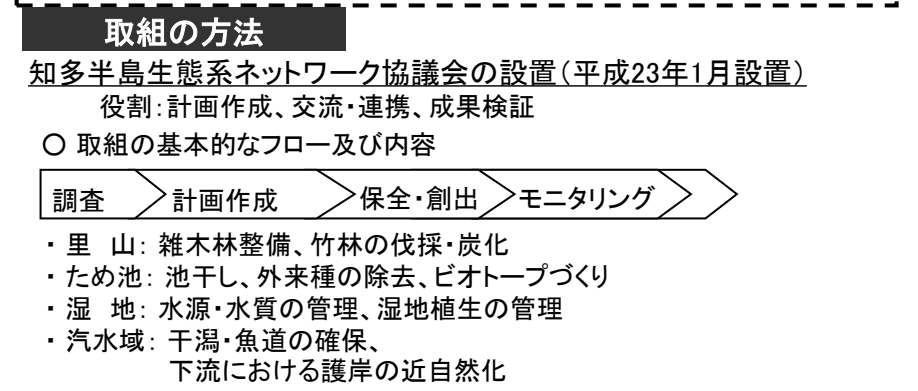 取組の方法
知多半島生態系ネットワーク協議会の設置(平成23年1月設置)
役割:計画作成、交流・連携、成果検証
○ 取組の基本的なフロー及び内容
調査 計画作成 保全・創出 モニタリング
・ 里　山: 雑木林整備、竹林の伐採・炭化
・ ため池: 池干し、外来種の除去、ビオトープづくり
・ 湿　地: 水源・水質の管理、湿地植生の管理
・ 汽水域: 干潟・魚道の確保、
下流における護岸の近自然化